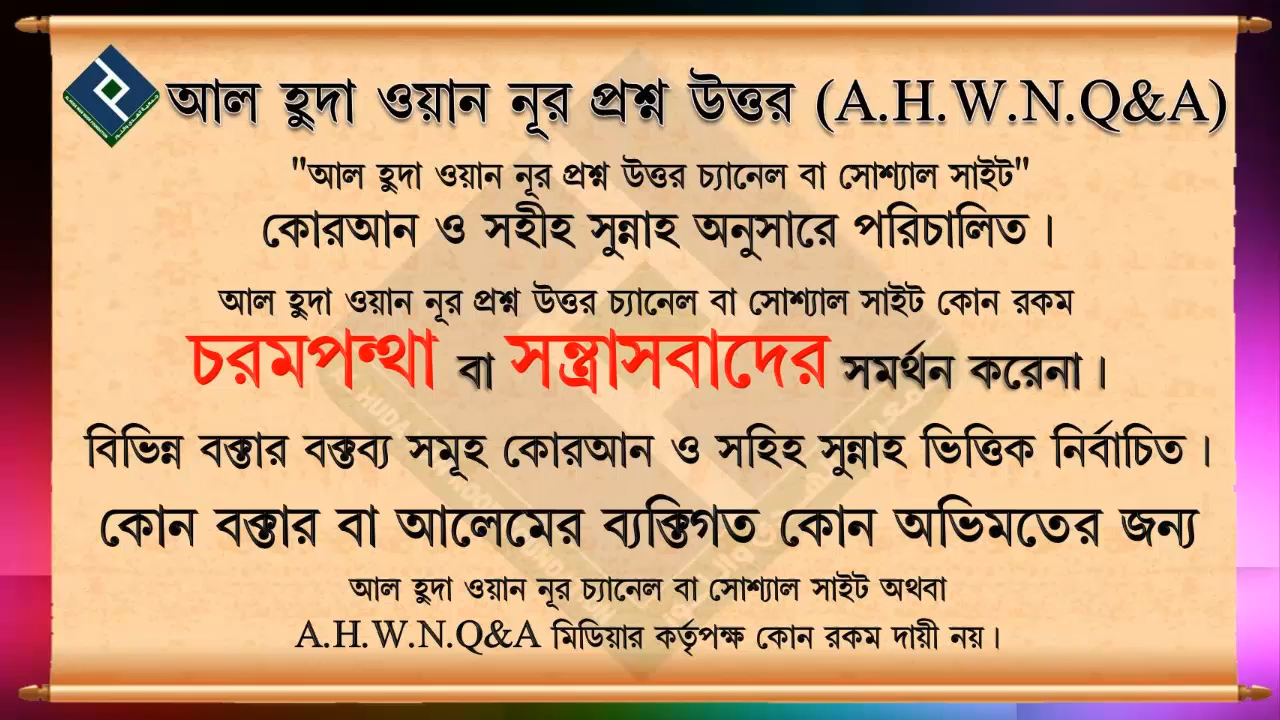 আল হুদা ওয়ান নূর প্রশ্ন উত্তর (A.H.W.N.Q&A)
"আল হুদা ওয়ান নূর প্রশ্ন উত্তর চ্যানেল বা সোশ্যাল সাইট"
কোরআন ও সহীহ সুন্নাহ অনুসারে পরিচালিত।
আল হুদা ওয়ান নূর প্রশ্ন উত্তর চ্যানেল বা সোশ্যাল সাইট কোন রকম
চরমপন্থা বা সন্ত্রাসবাদের সমর্থন করেনা।
বিভিন্ন বক্তার বক্তব্য সমূহ কোরআন ও সহিহ সুন্নাহ ভিত্তিক নির্বাচিত।
কোন বক্তার বা আলেমের ব্যক্তিগত কোন অভিমতের জন্য
আল হুদা ওয়ান নূর চ্যানেল বা সোশ্যাল সাইট অথবা
A.H.W.N.Q&A মিডিয়ার কর্তৃপক্ষ কোন রকম দায়ী নয়।